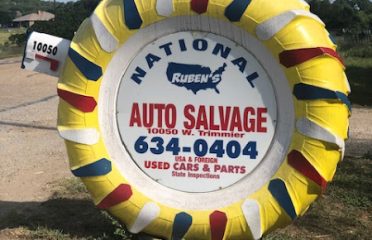 10050
NATIONAL
RUBEN'S
AUTO SALVAGE
10050 W. Trimmier
634-0404
USA & FOREIGN
USED CARS & PARTS
State Inspections